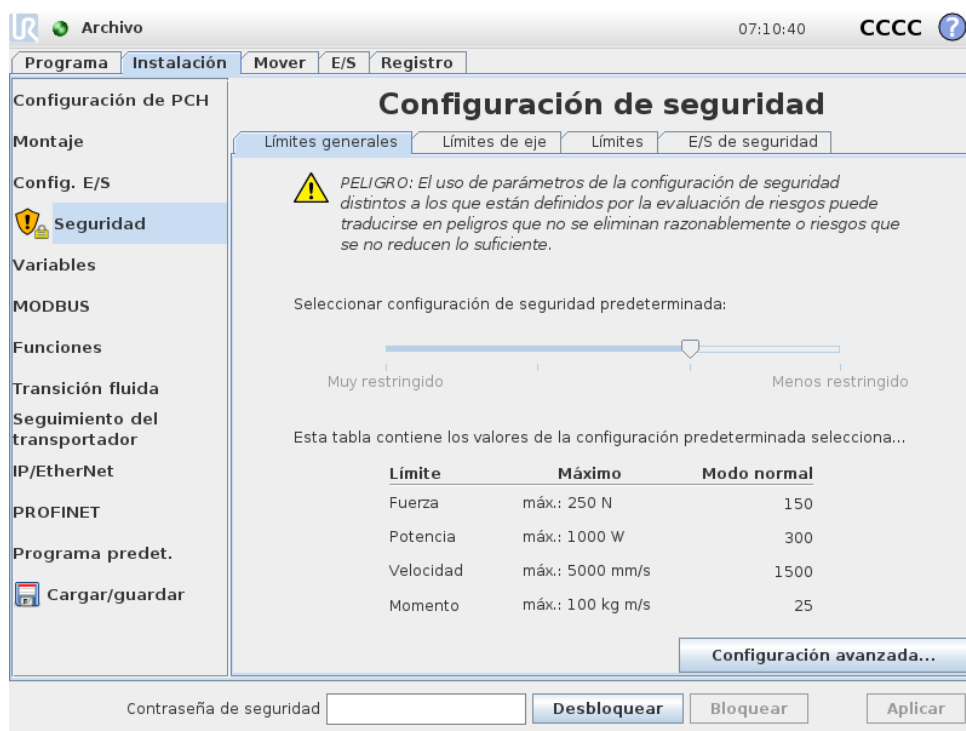 UR Archivo 07:10:40 CCCC ?
Programa Instalación Mover E/S Registro
Configuración de PCH
Montaje
Config. E/S
Seguridad
Variables
MODBUS
Funciones
Transición fluida
Seguimiento del
transportador
IP/EtherNet
PROFINET
Programa predet.
Cargar/guardar
Configuración de seguridad
Límites generales Límites de eje Límites E/S de seguridad
PELIGRO: El uso de parámetros de la configuración de seguridad
distintos a los que están definidos por la evaluación de riesgos puede
traducirse en peligros que no se eliminan razonablemente o riesgos que
se no reducen lo suficiente.
Seleccionar configuración de seguridad predeterminada:
Muy restringido Menos restringido
Esta tabla contiene los valores de la configuración predeterminada selecciona...
Límite Máximo Modo normal
Fuerza máx.: 250 N 150
Potencia máx.: 1000 W 300
Velocidad máx.: 5000 mm/s 1500
Momento máx.: 100 kg m/s 25
Configuración avanzada...
Contraseña de seguridad Desbloquear Bloquear Aplicar